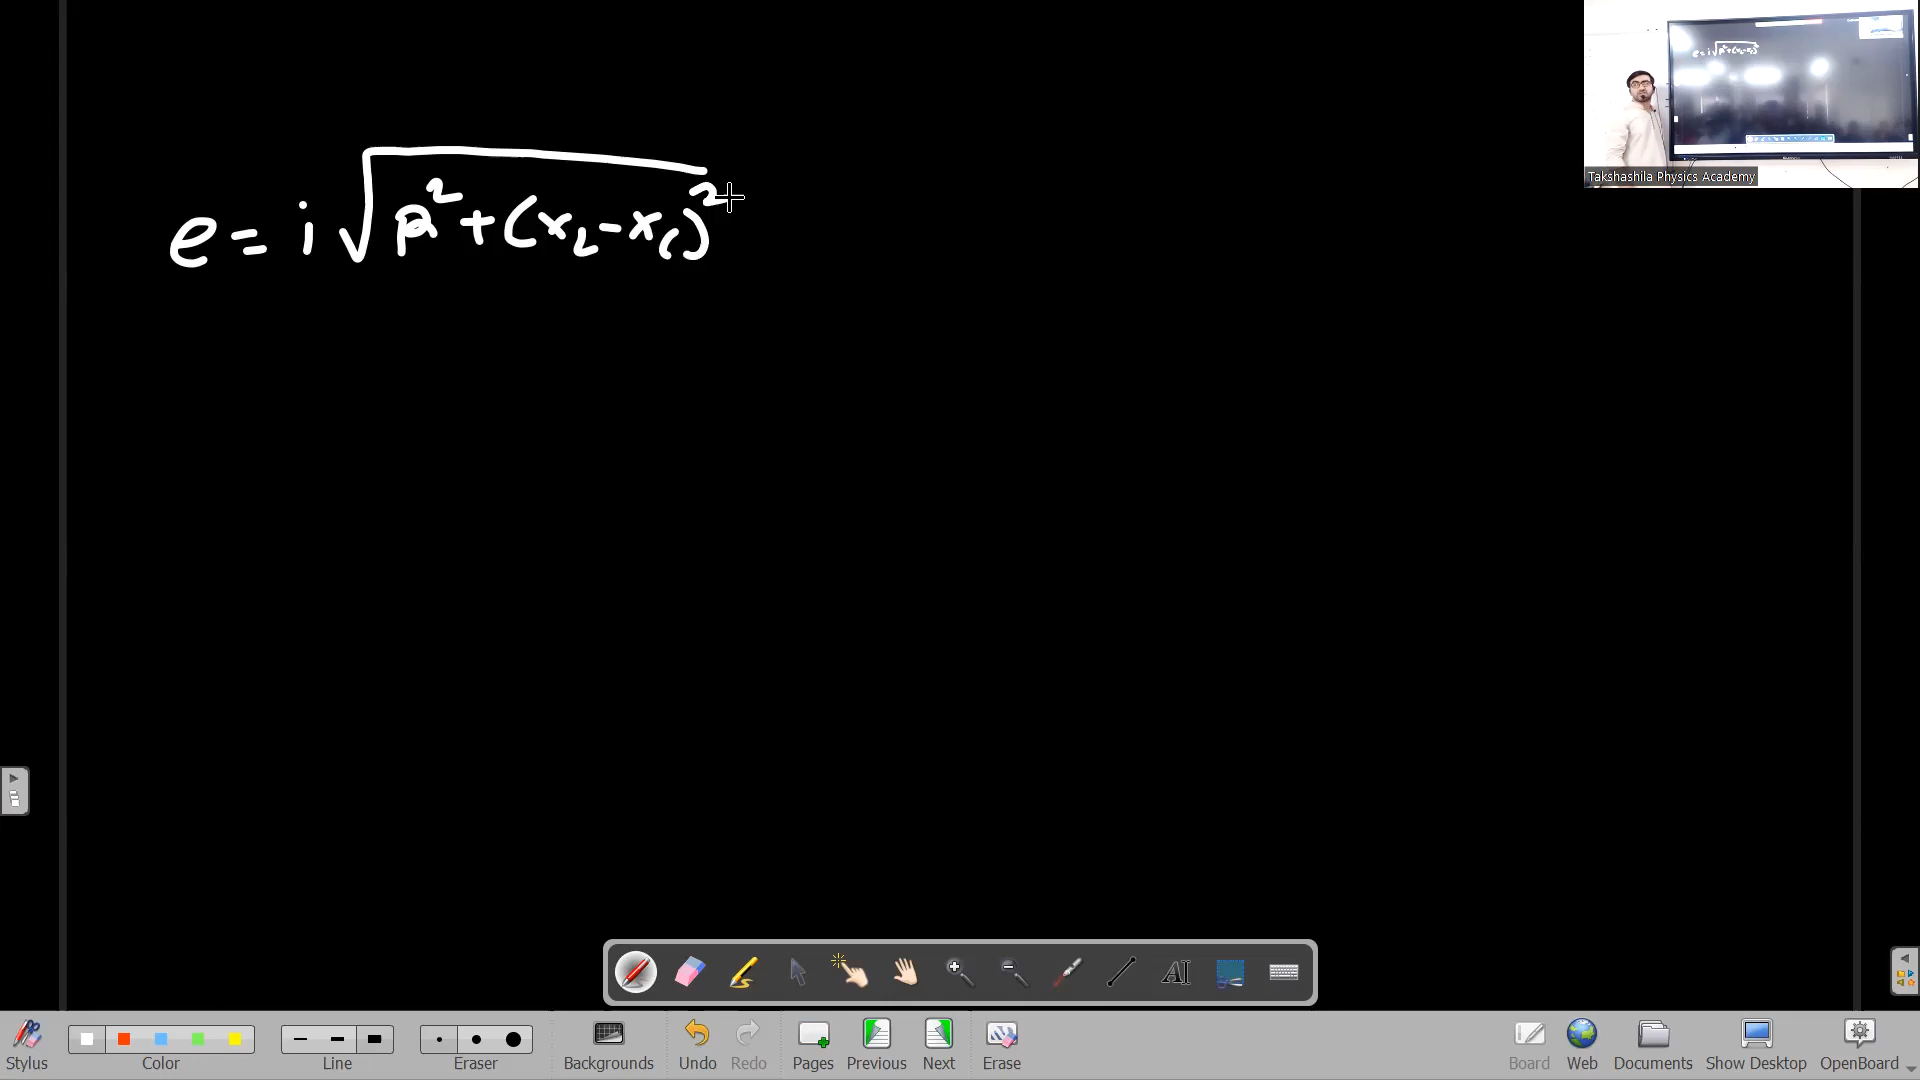 e = i √(R² + (x₂ - x₁)²)
Takshashila Physics Academy
Stylus
Color
Line
Eraser
Backgrounds
Undo
Redo
Pages
Previous
Next
Erase
Board
Web
Documents
Show Desktop
OpenBoard